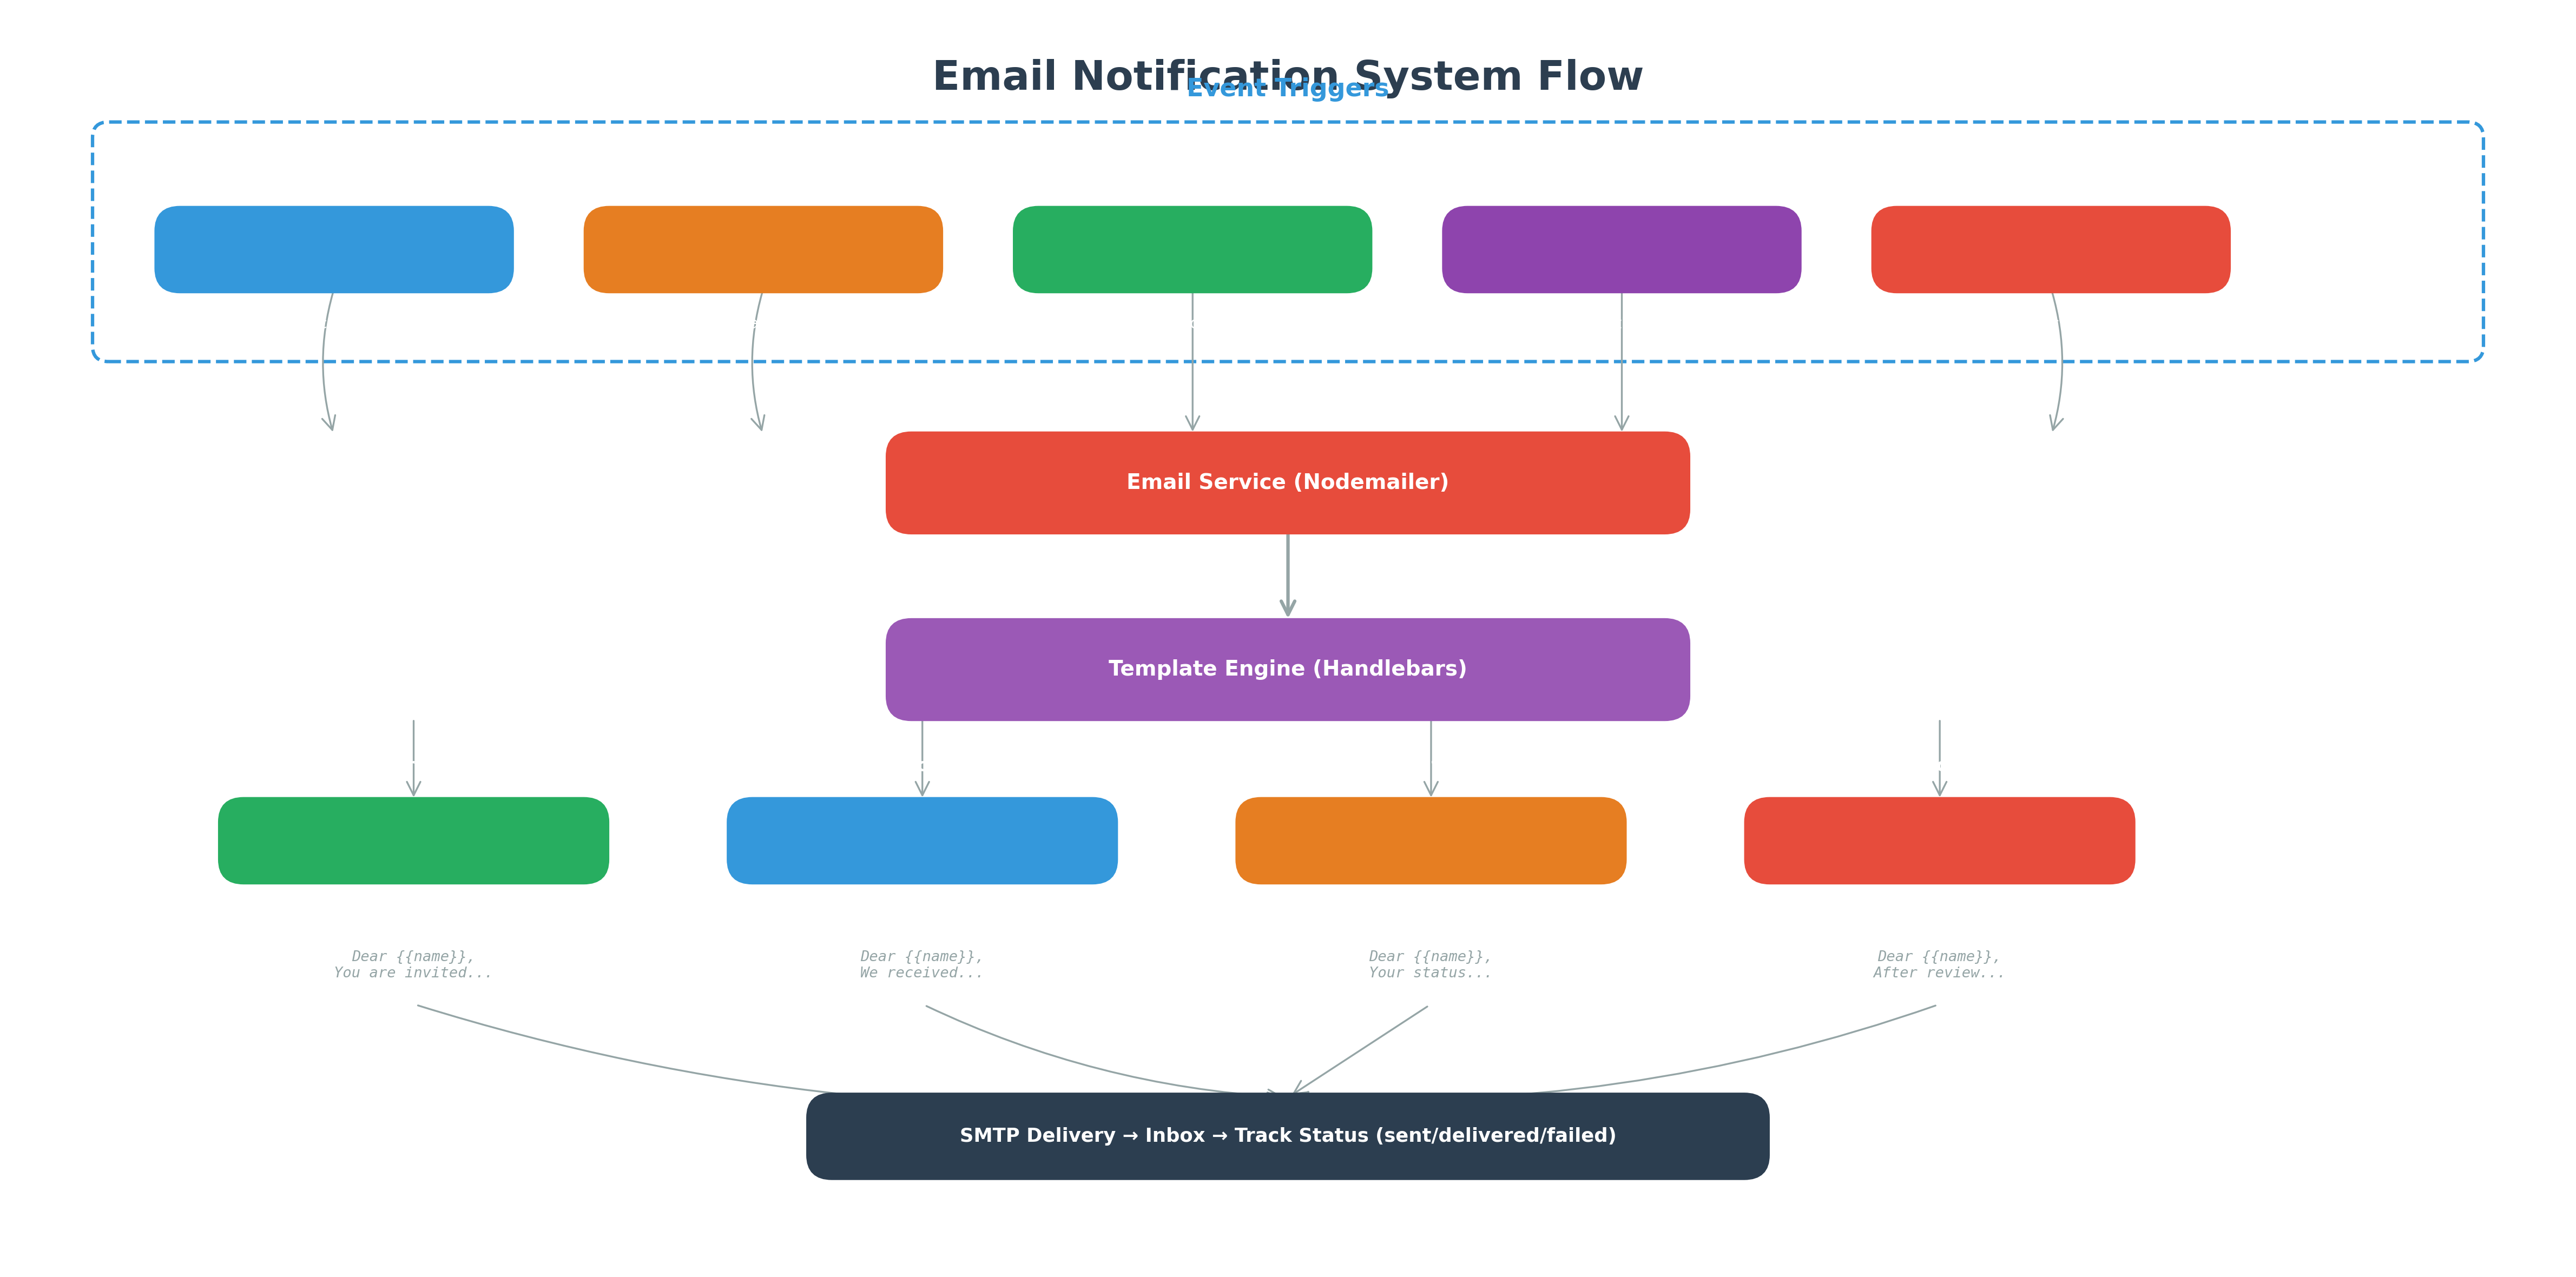 Email Notification System Flow
Event Triggers
Email Service (Nodemailer)
Template Engine (Handlebars)
Dear {{name}},
You are invited...
Dear {{name}},
We received...
Dear {{name}},
Your status...
Dear {{name}},
After review...
SMTP Delivery → Inbox → Track Status (sent/delivered/failed)